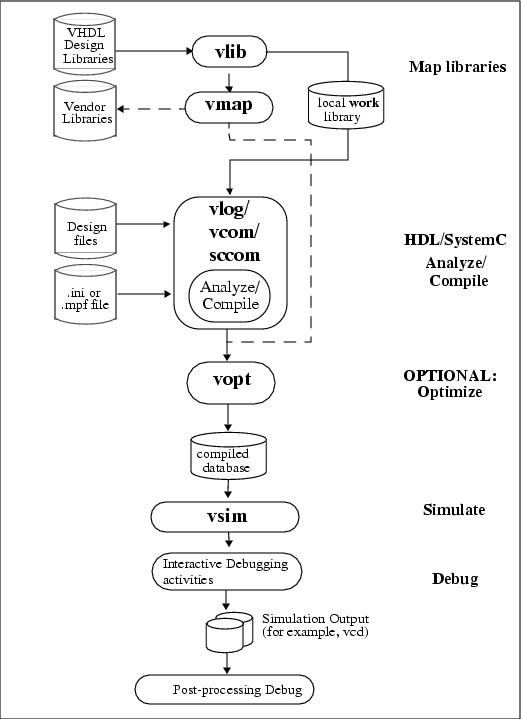 VHDL
Design
Libraries
vlib
Map libraries
Vendor
Libraries
vmap
local work
library
Design
files
vlog/
vcom/
sccom
HDL/SystemC
Analyze/
Compile
.ini or
.mpf file
Analyze/
Compile
vopt
OPTIONAL:
Optimize
compiled
database
vsim
Simulate
Interactive Debugging
activities
Debug
Simulation Output
(for example, vcd)
Post-processing Debug